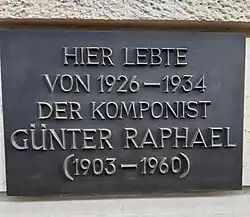 HIER LEBTE
VON 1926–1934
DER KOMPONIST
GÜNTER RAPHAEL
(1903–1960)